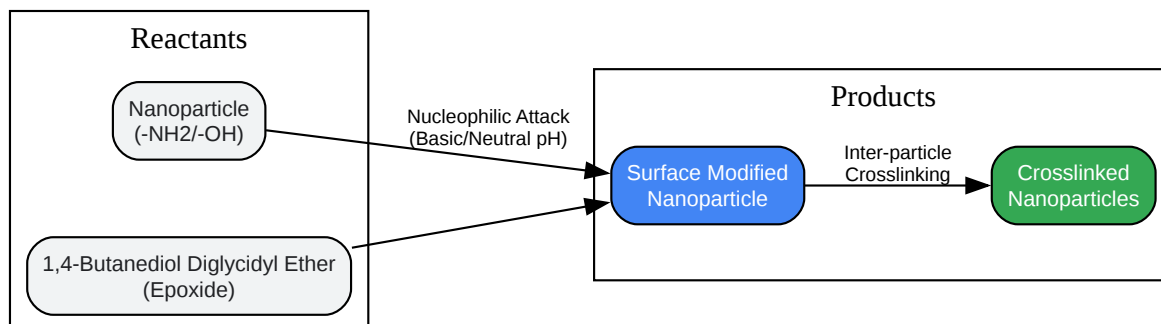 Reactants
Nanoparticle
(-NH2/-OH)
1,4-Butanediol Diglycidyl Ether
(Epoxide)
Nucleophilic Attack
(Basic/Neutral pH)
Products
Surface Modified
Nanoparticle
Inter-particle
Crosslinking
Crosslinked
Nanoparticles